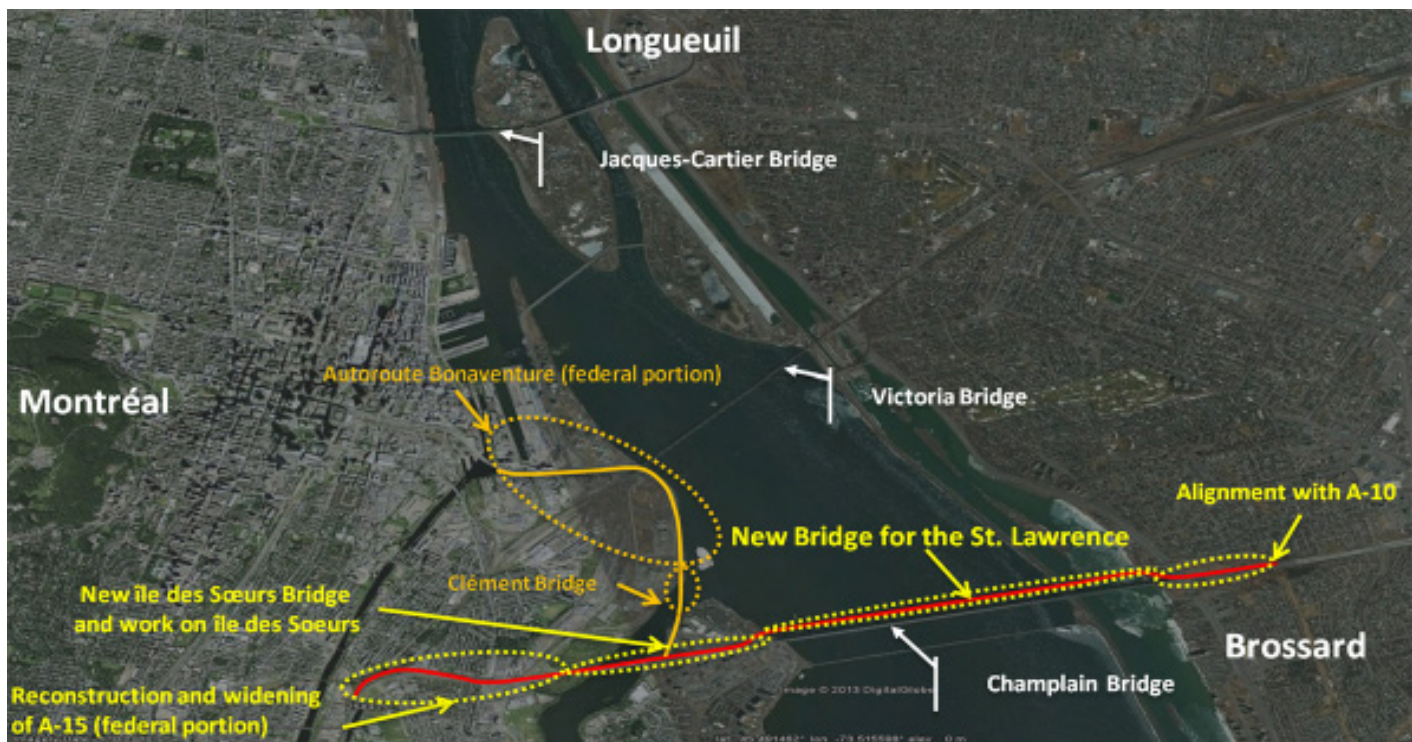 Longueuil
Jacques-Cartier Bridge
Autoroute Bonaventure (federal portion)
Montréal
Victoria Bridge
Alignment with A-10
New Bridge for the St. Lawrence
Clément Bridge
New île des Sœurs Bridge
and work on île des Soeurs
Brossard
Reconstruction and widening
of A-15 (federal portion)
Champlain Bridge
Image © 2013 DigitalGlobe